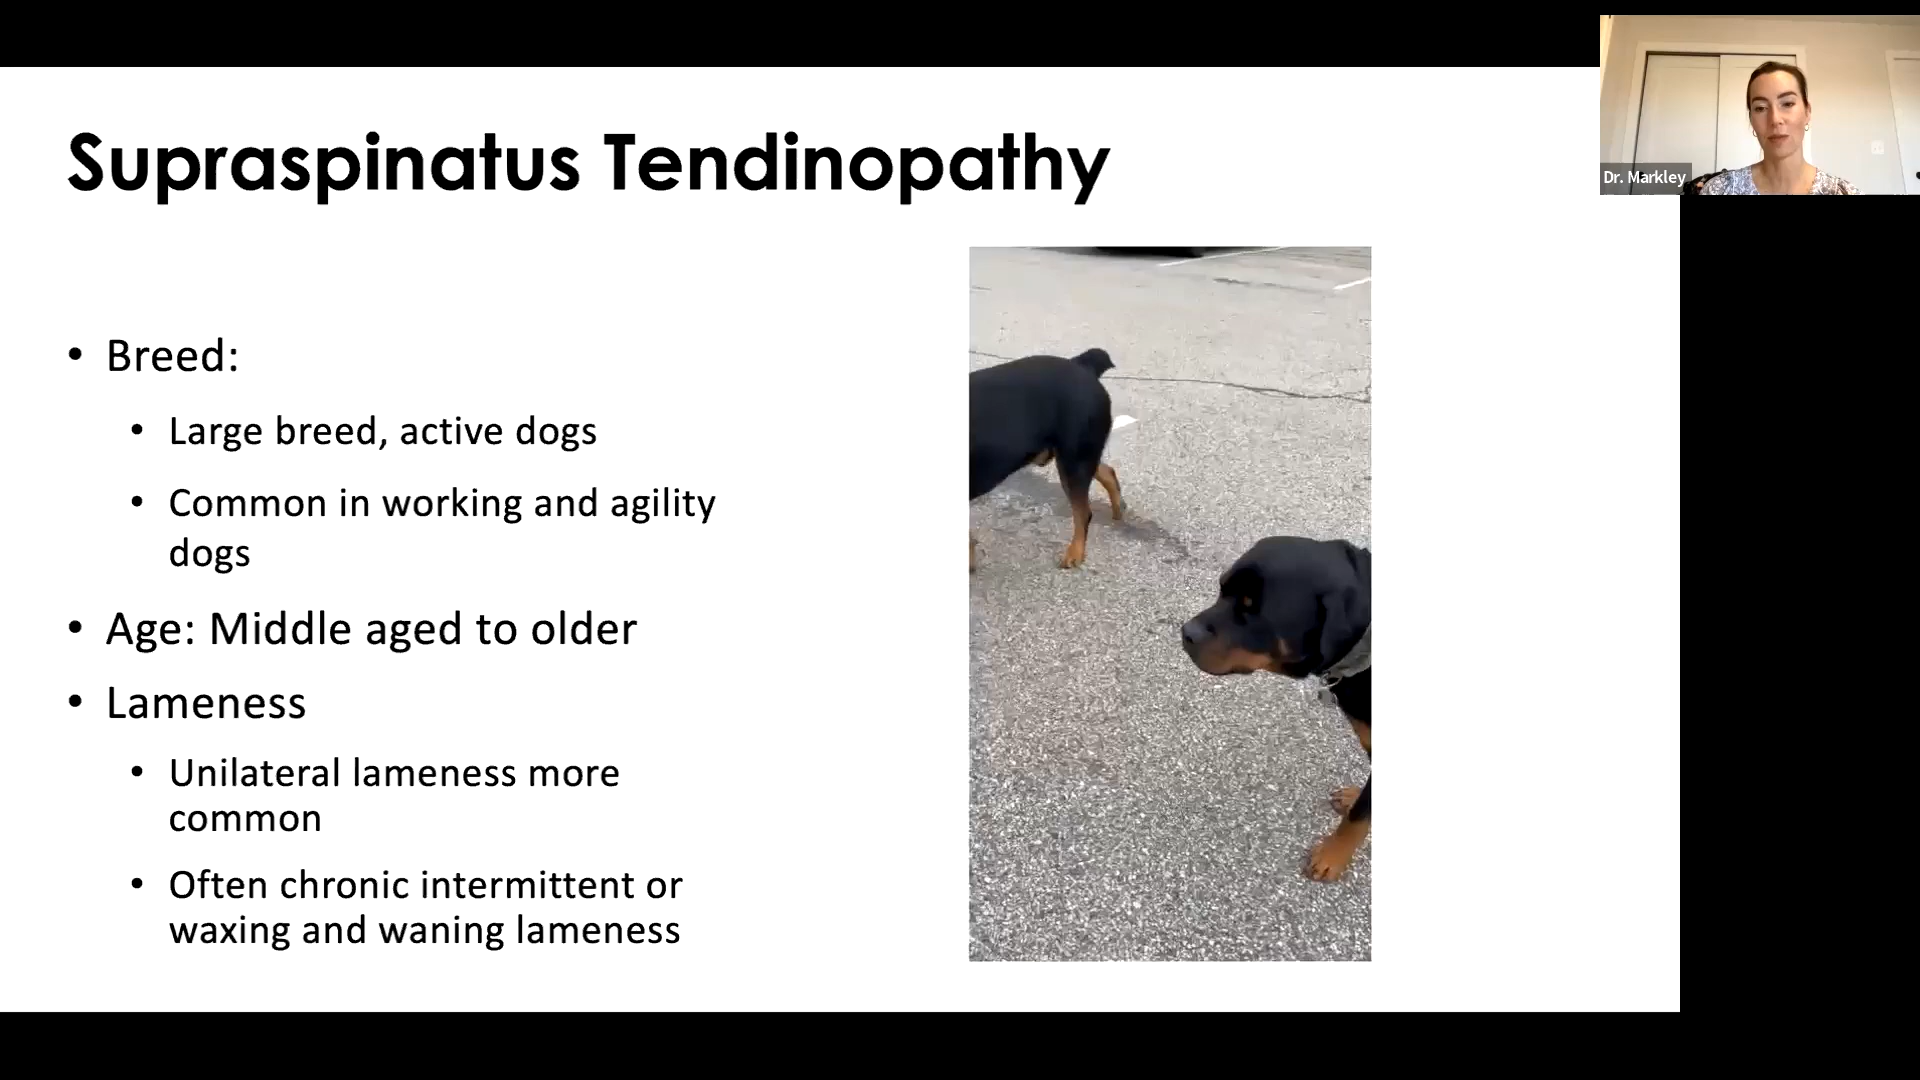 Supraspinatus Tendinopathy
Dr. Markley
• Breed:
• Large breed, active dogs
• Common in working and agility
dogs
• Age: Middle aged to older
• Lameness
• Unilateral lameness more
common
• Often chronic intermittent or
waxing and waning lameness